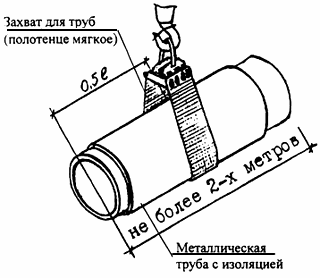 Захват для труб
(полотенце мягкое)
0,5ℓ
не более 2-х метров
Металлическая
труба с изоляцией